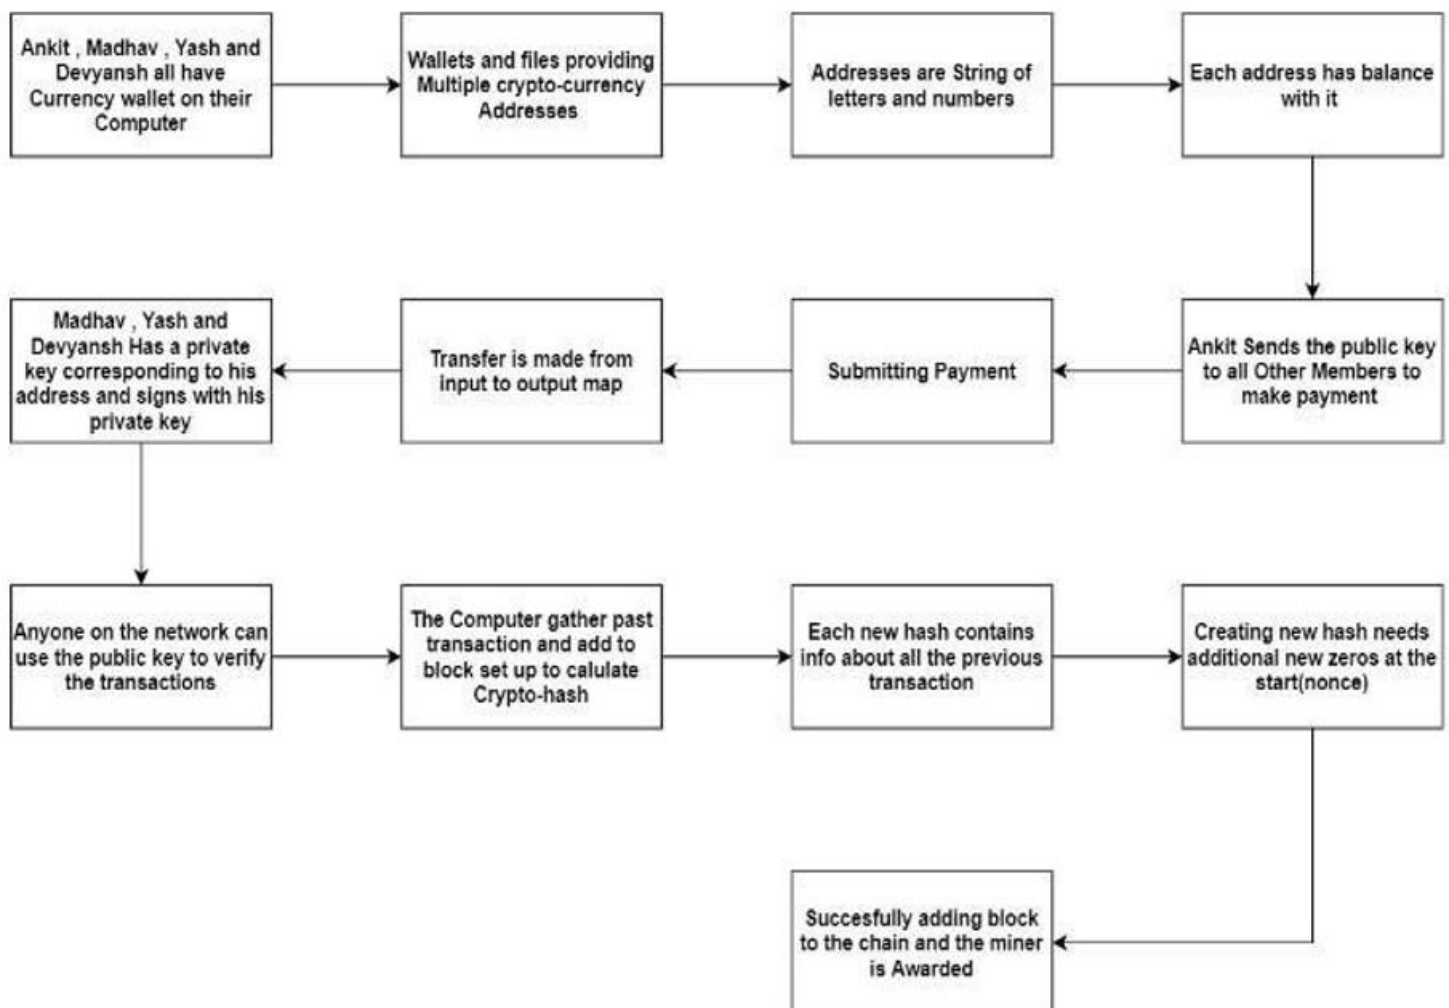 Ankit , Madhav , Yash and
Devyansh all have
Currency wallet on their
Computer
Wallets and files providing
Multiple crypto-currency
Addresses
Addresses are String of
letters and numbers
Each address has balance
with it
Ankit Sends the public key
to all Other Members to
make payment
Submitting Payment
Transfer is made from
input to output map
Madhav , Yash and
Devyansh Has a private
key corresponding to his
address and signs with his
private key
Anyone on the network can
use the public key to verify
the transactions
The Computer gather past
transaction and add to
block set up to calulate
Crypto-hash
Each new hash contains
info about all the previous
transaction
Creating new hash needs
additional new zeros at the
start(nonce)
Succesfully adding block
to the chain and the miner
is Awarded